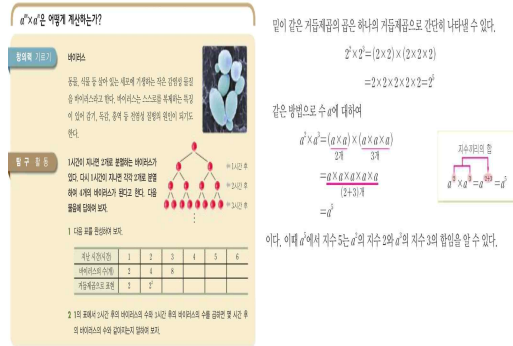 aᵐ×aⁿ은 어떻게 계산하는가?
창의력 기르기
바이러스
동물, 식물 등 살아 있는 세포에 기생하는 작은 감염성 물질
을 바이러스라고 한다. 바이러스는 스스로를 복제하는 특징
이 있어 감기, 독감, 홍역 등 전염성 질병의 원인이 되기도
한다.
탐구 활동
1시간이 지나면 2개로 분열하는 바이러스가
있다. 다시 1시간이 지나면 각각 2개로 분열
하여 4개의 바이러스가 된다고 한다. 다음
물음에 답하여 보자.
1시간 후
2시간 후
3시간 후
1 다음 표를 완성하여 보자.
지난 시간(시간) 1 2 3 4 5 6
바이러스의 수(개) 2 4 8
거듭제곱으로 표현 2 2²
2 1의 표에서 2시간 후의 바이러스의 수와 3시간 후의 바이러스의 수를 곱하면 몇 시간 후
의 바이러스의 수와 같아지는지 말하여 보자.
밑이 같은 거듭제곱의 곱은 하나의 거듭제곱으로 간단히 나타낼 수 있다.
2²×2³=(2×2)×(2×2×2)
=2×2×2×2×2=2⁵
같은 방법으로 수 a에 대하여
a²×a³=(a×a)×(a×a×a)
2개 3개
=a×a×a×a×a
(2+3)개
=a⁵
지수끼리의 합
a²×a³=a²⁺³=a⁵
이다. 이때 a⁵에서 지수 5는 a²의 지수 2와 a³의 지수 3의 합임을 알 수 있다.